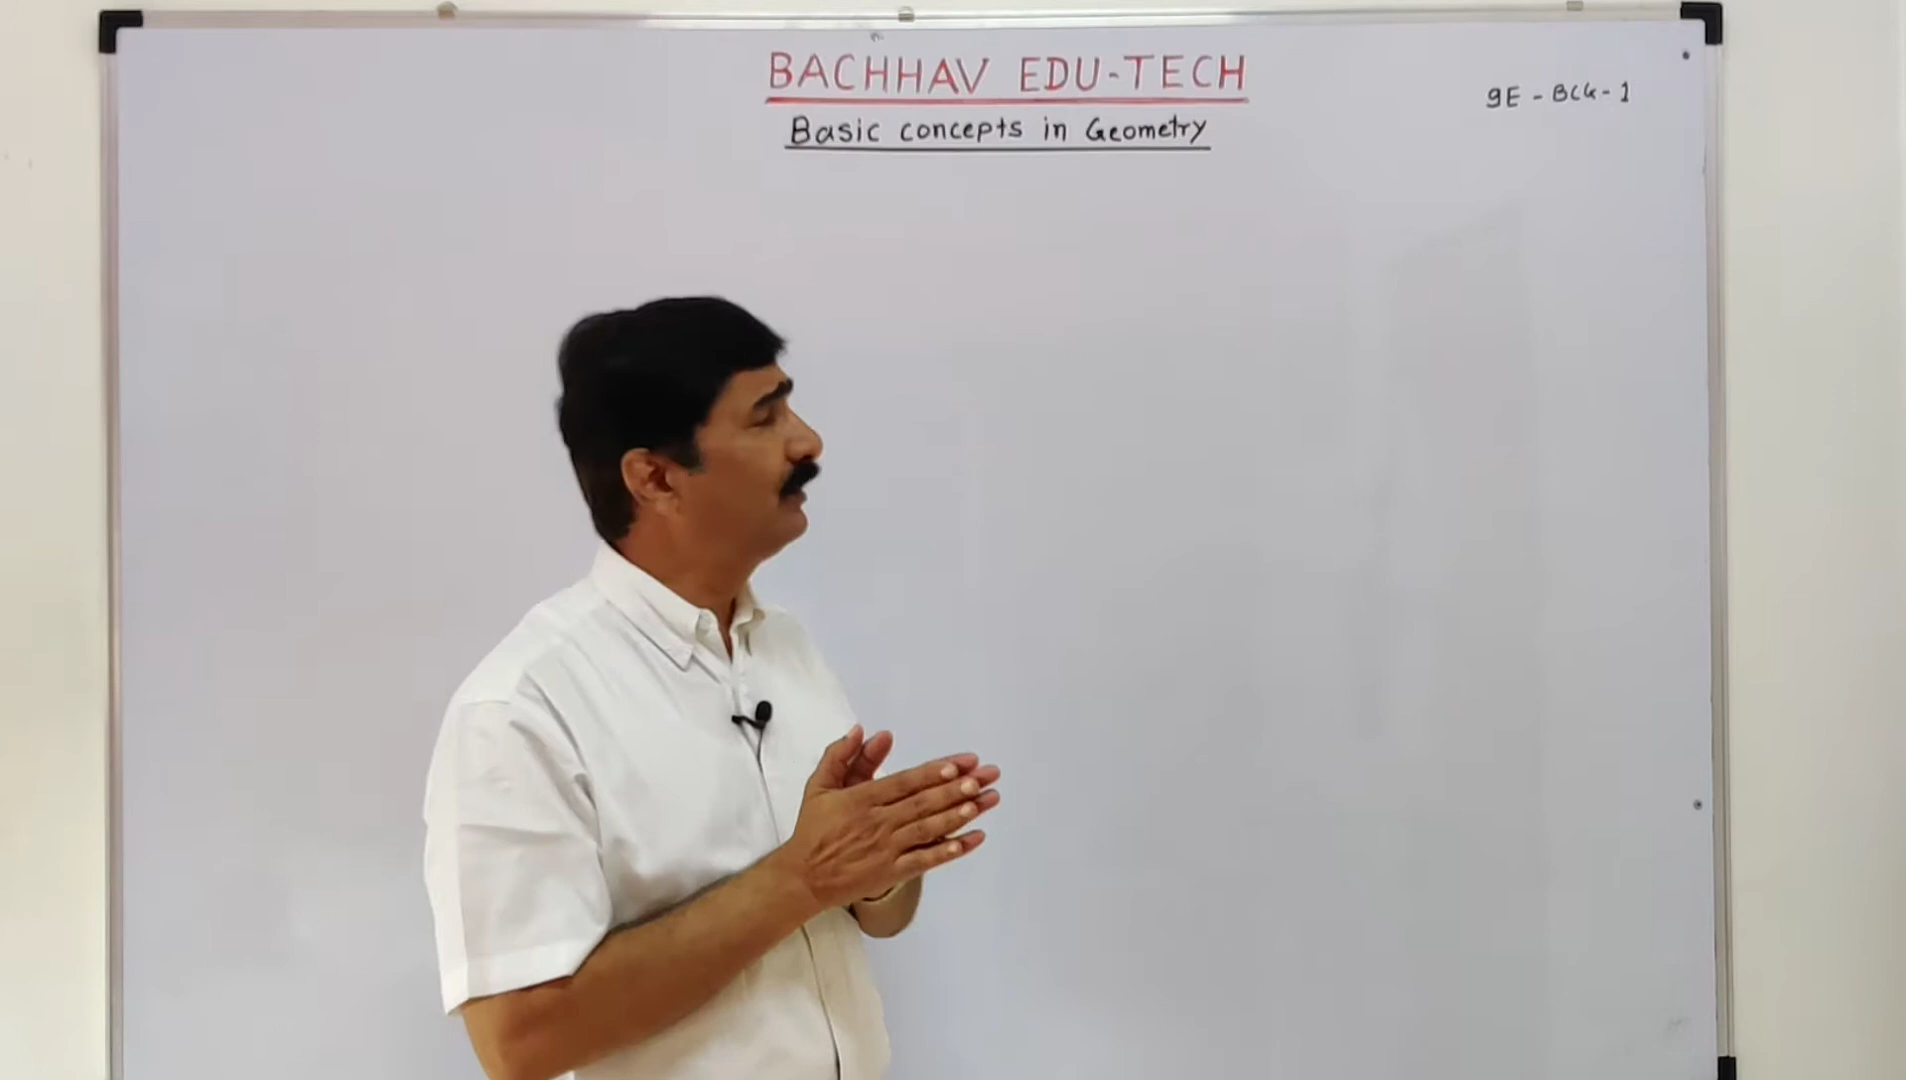 BACHHAV EDU-TECH
9E - BCG - 1
Basic concepts in Geometry